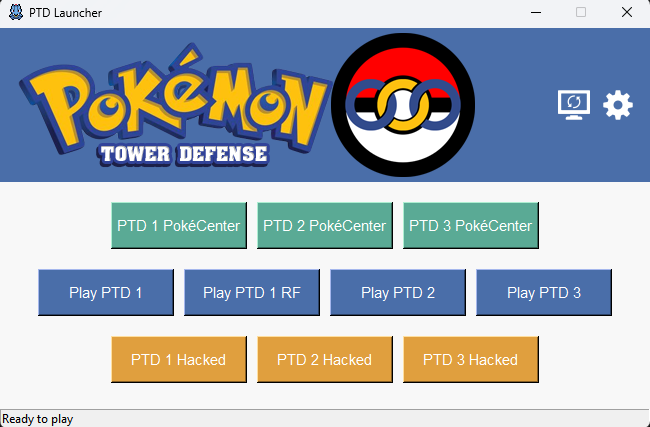 PTD Launcher
POKéMON
TOWER DEFENSE
PTD 1 PokéCenter
PTD 2 PokéCenter
PTD 3 PokéCenter
Play PTD 1
Play PTD 1 RF
Play PTD 2
Play PTD 3
PTD 1 Hacked
PTD 2 Hacked
PTD 3 Hacked
Ready to play